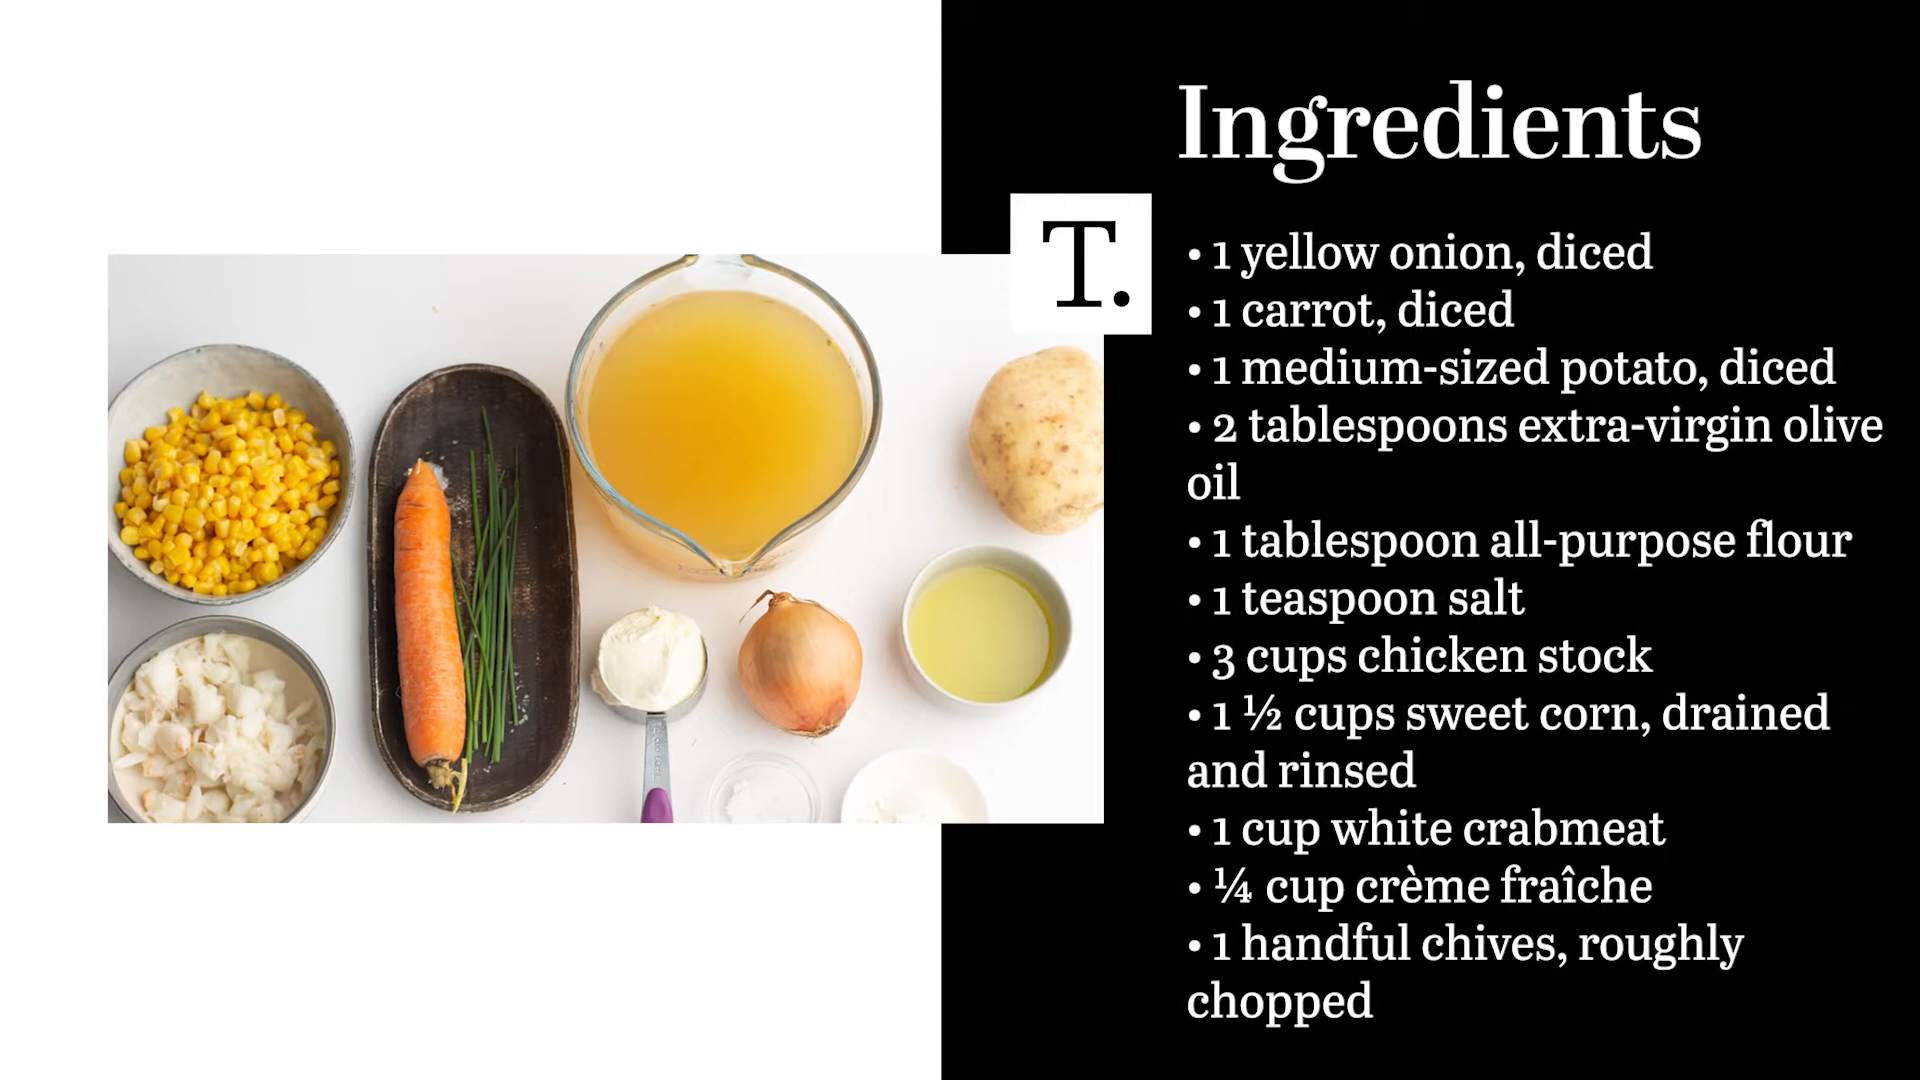 Ingredients
T.
• 1 yellow onion, diced
• 1 carrot, diced
• 1 medium-sized potato, diced
• 2 tablespoons extra-virgin olive
oil
• 1 tablespoon all-purpose flour
• 1 teaspoon salt
• 3 cups chicken stock
• 1 ½ cups sweet corn, drained
and rinsed
• 1 cup white crabmeat
• ¼ cup crème fraîche
• 1 handful chives, roughly
chopped